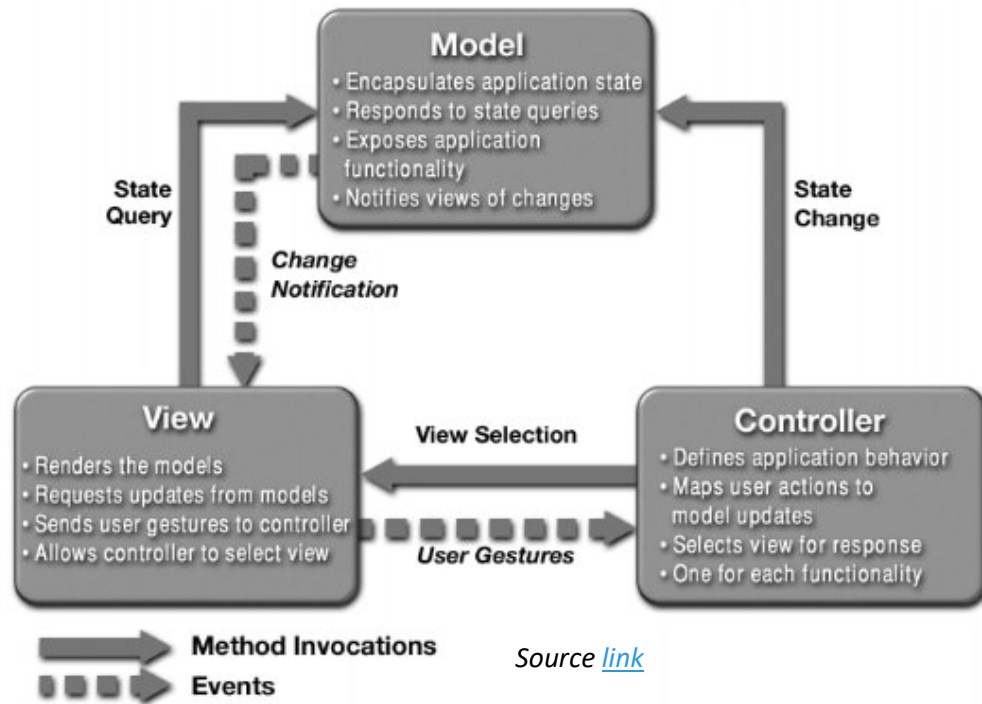 Model
• Encapsulates application state
• Responds to state queries
• Exposes application
functionality
• Notifies views of changes
State
Query
State
Change
Change
Notification
View
• Renders the models
• Requests updates from models
• Sends user gestures to controller
• Allows controller to select view
View Selection
User Gestures
Controller
• Defines application behavior
• Maps user actions to
model updates
• Selects view for response
• One for each functionality
Method Invocations
Events
Source link